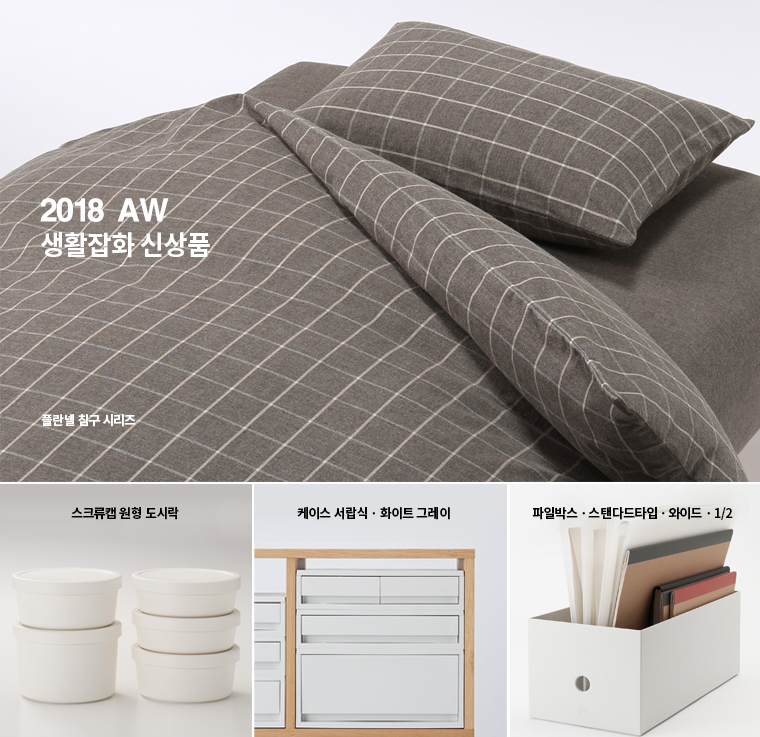 2018 AW
생활잡화 신상품
플란넬 침구 시리즈
스크류캡 원형 도시락
케이스 서랍식 · 화이트 그레이
파일박스 · 스탠다드타입 · 와이드 · 1/2